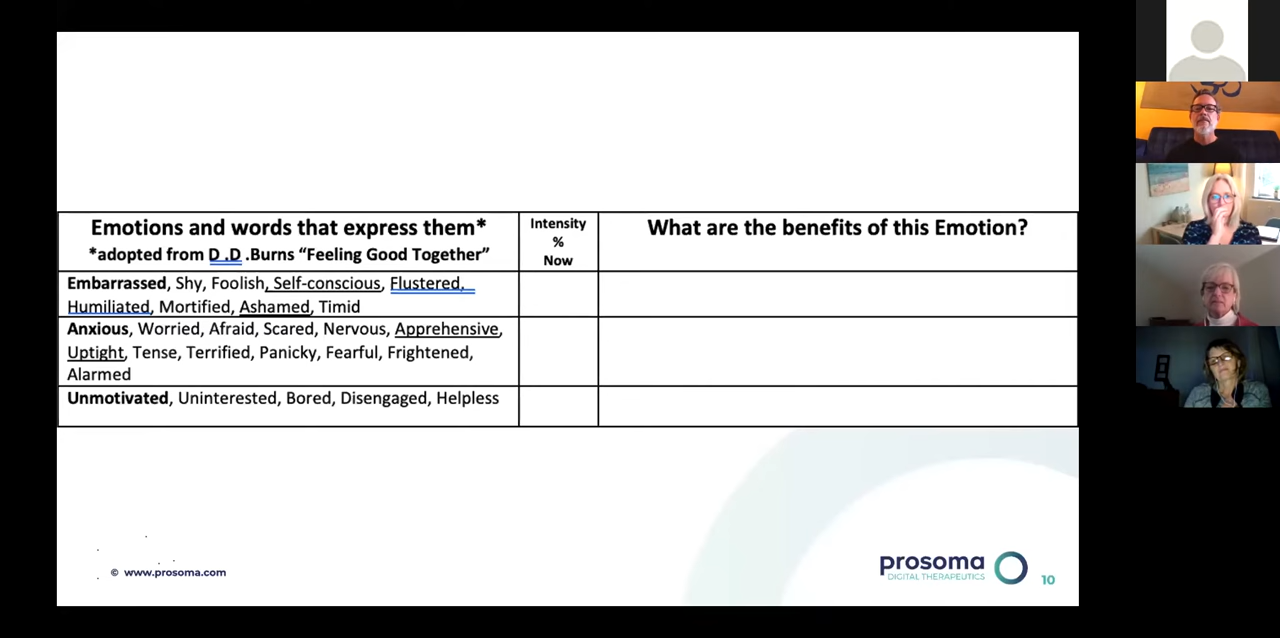 Emotions and words that express them*
*adopted from D .D .Burns “Feeling Good Together”
Intensity
%
Now
What are the benefits of this Emotion?
Embarrassed, Shy, Foolish, Self-conscious, Flustered,
Humiliated, Mortified, Ashamed, Timid
Anxious, Worried, Afraid, Scared, Nervous, Apprehensive,
Uptight, Tense, Terrified, Panicky, Fearful, Frightened,
Alarmed
Unmotivated, Uninterested, Bored, Disengaged, Helpless
© www.prosoma.com
prosoma
DIGITAL THERAPEUTICS
10